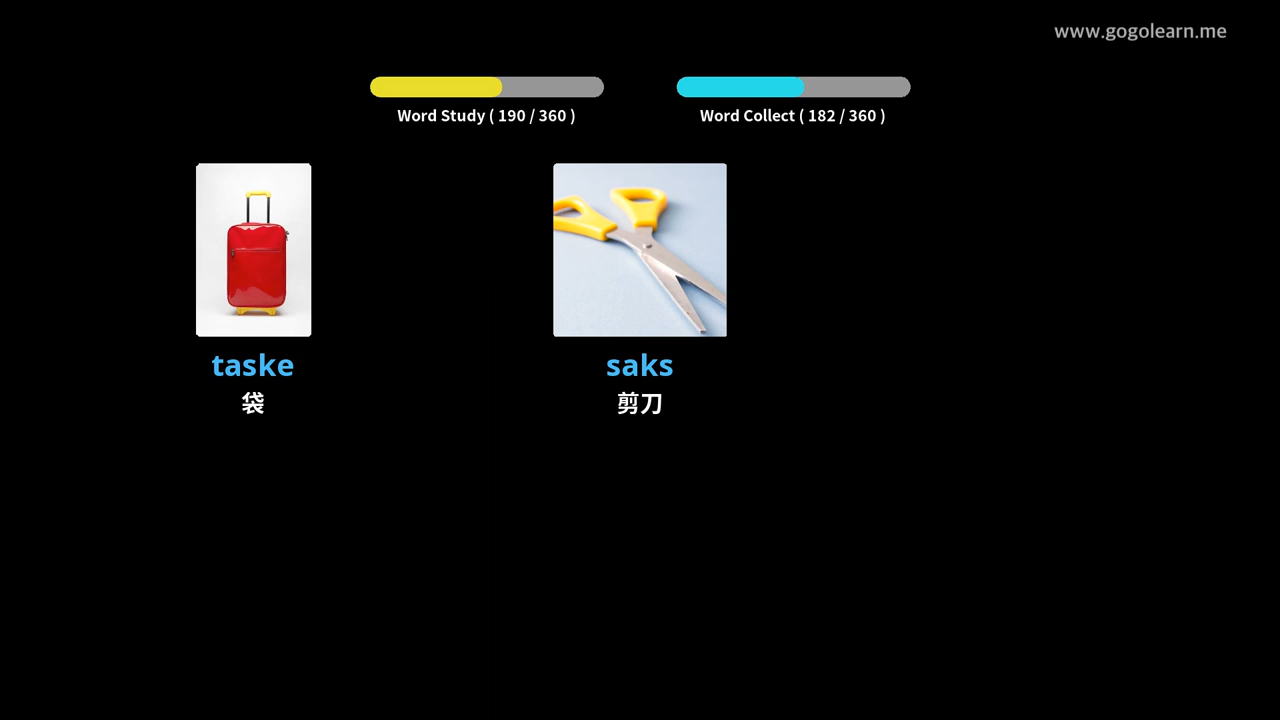 www.gogolearn.me
Word Study ( 190 / 360 )
Word Collect ( 182 / 360 )
taske
袋
saks
剪刀